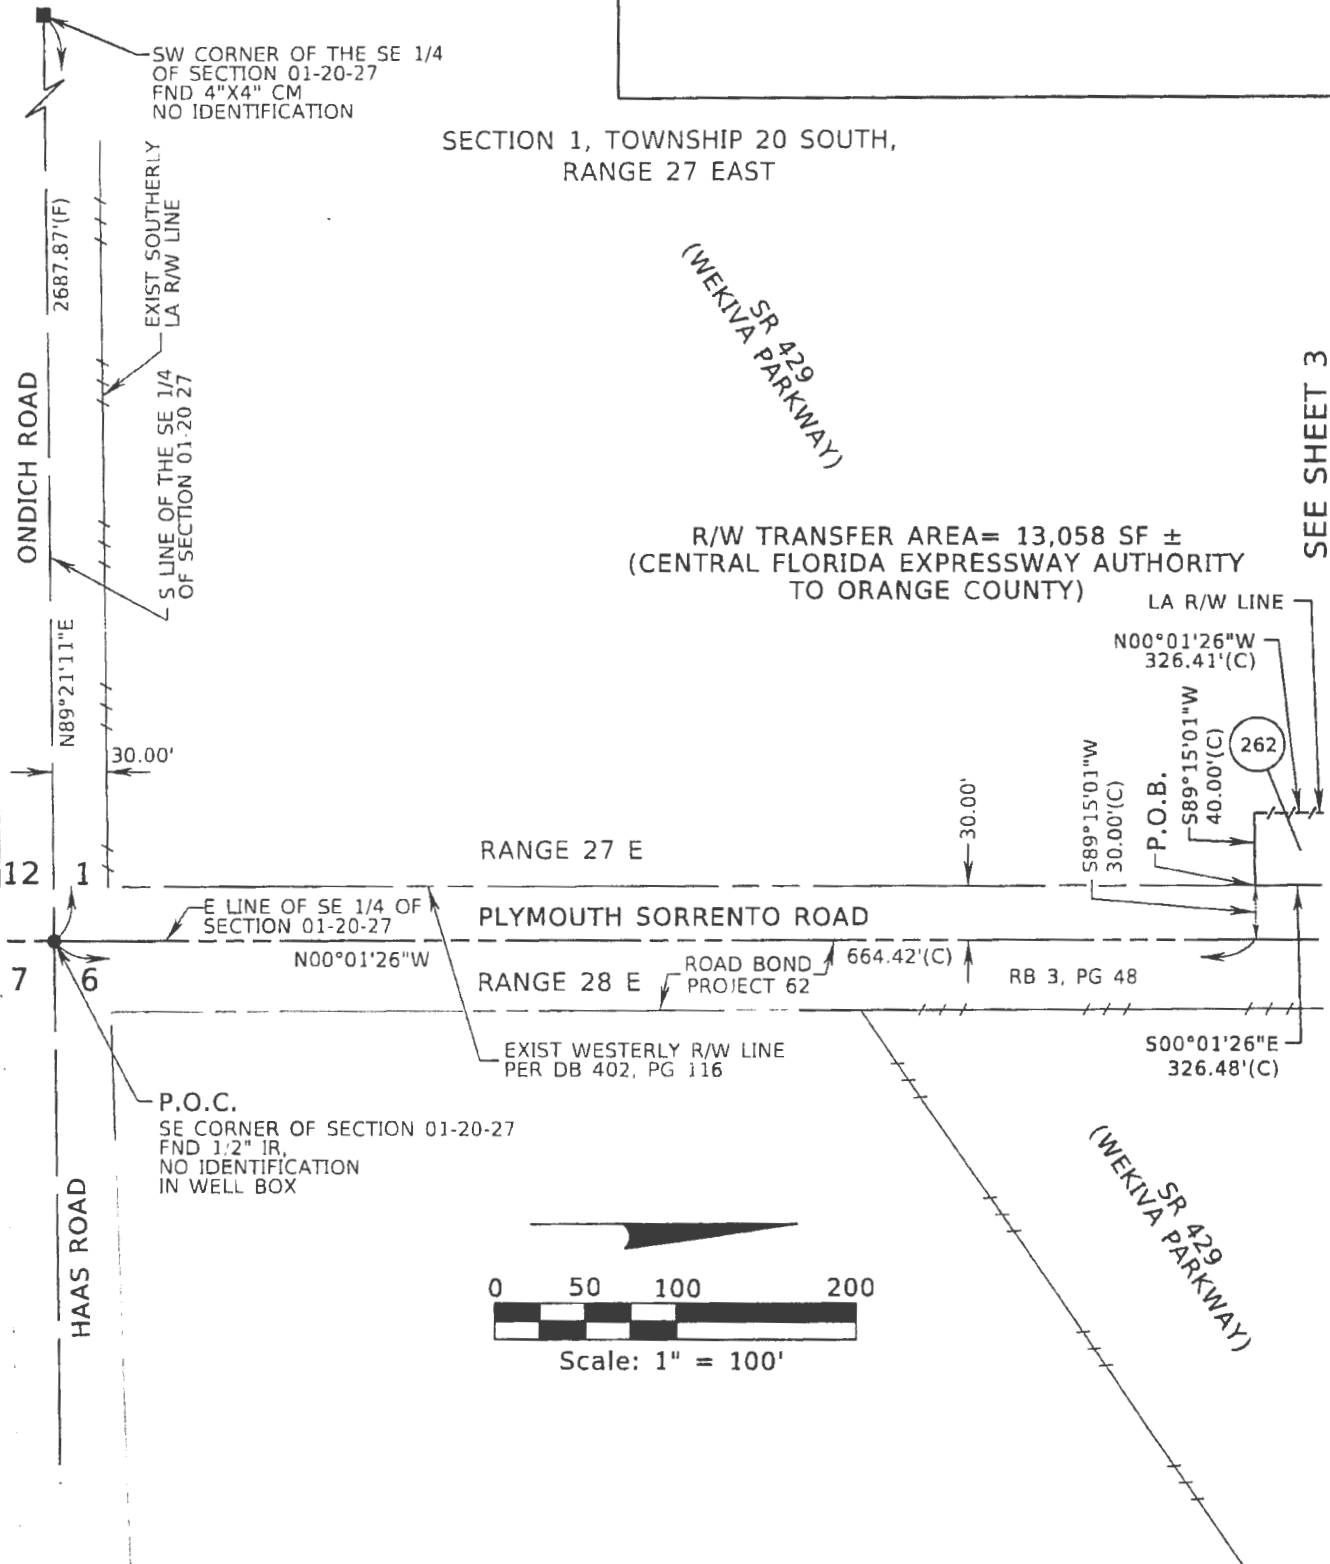 SW CORNER OF THE SE 1/4
OF SECTION 01-20-27
FND 4"X4" CM
NO IDENTIFICATION
SECTION 1, TOWNSHIP 20 SOUTH,
RANGE 27 EAST
2687.87'(F)
EXIST SOUTHERLY
LA R/W LINE
SR 429
(WEKIVA PARKWAY)
SEE SHEET 3
ONDICH ROAD
S LINE OF THE SE 1/4
OF SECTION 01-20 27
R/W TRANSFER AREA= 13,058 SF ±
(CENTRAL FLORIDA EXPRESSWAY AUTHORITY
TO ORANGE COUNTY)
LA R/W LINE
N00°01'26"W
326.41'(C)
N89°21'11"E
30.00'
S89°15'01"W
40.00'(C)
262
S89°15'01"W
30.00'(C)
P.O.B.
30.00'
RANGE 27 E
12
1
E LINE OF SE 1/4 OF
SECTION 01-20-27
PLYMOUTH SORRENTO ROAD
N00°01'26"W
664.42'(C)
7
6
RANGE 28 E
ROAD BOND
PROJECT 62
RB 3, PG 48
EXIST WESTERLY R/W LINE
PER DB 402, PG 116
S00°01'26"E
326.48'(C)
P.O.C.
SE CORNER OF SECTION 01-20-27
FND 1/2" IR,
NO IDENTIFICATION
IN WELL BOX
HAAS ROAD
SR 429
(WEKIVA PARKWAY)
0 50 100 200
Scale: 1" = 100'